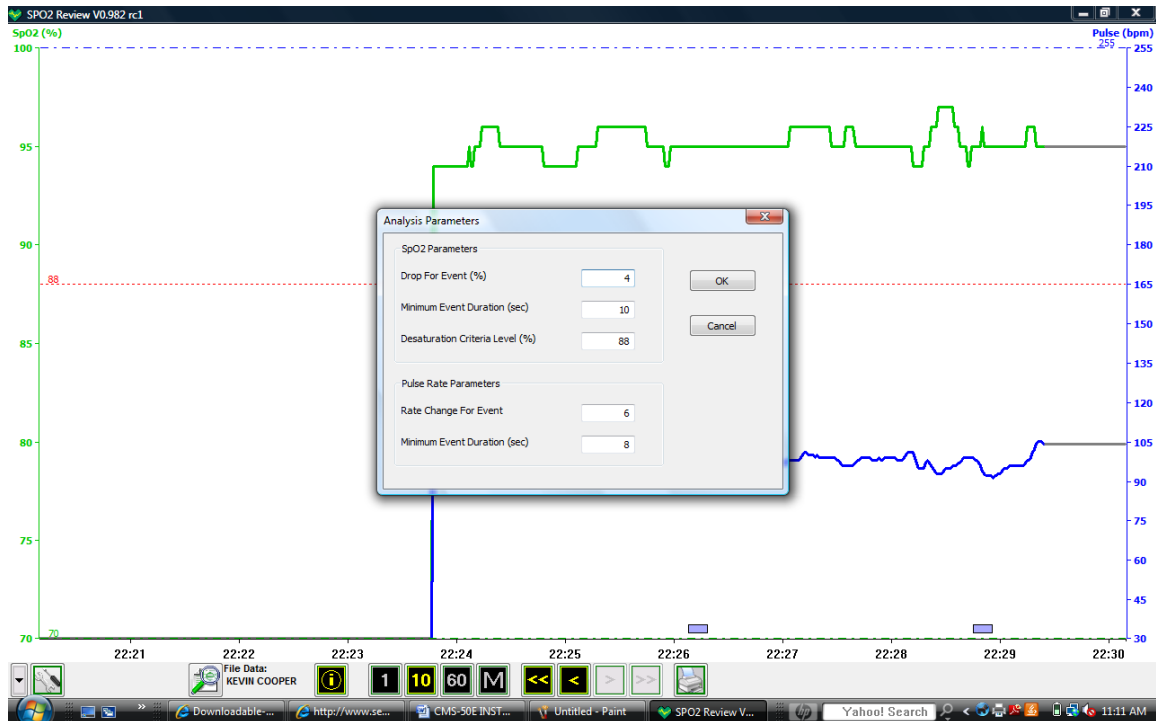 SPO2 Review V0.982 rc1
SpO2 (%)
Pulse (bpm)
100
255
255
240
95
225
210
195
Analysis Parameters
SpO2 Parameters
90
180
Drop For Event (%) 4
OK
88
165
Minimum Event Duration (sec) 10
Cancel
150
Desaturation Criteria Level (%) 88
85
135
Pulse Rate Parameters
120
Rate Change For Event 6
80
105
Minimum Event Duration (sec) 8
90
75
75
60
45
70
70
30
22:21 22:22 22:23 22:24 22:25 22:26 22:27 22:28 22:29 22:30
File Data:
KEVIN COOPER
1 10 60 M << < > >>
Downloadable-... http://www.se... CMS-50E INST... Untitled - Paint SPO2 Review V... hp Yahoo! Search 11:11 AM